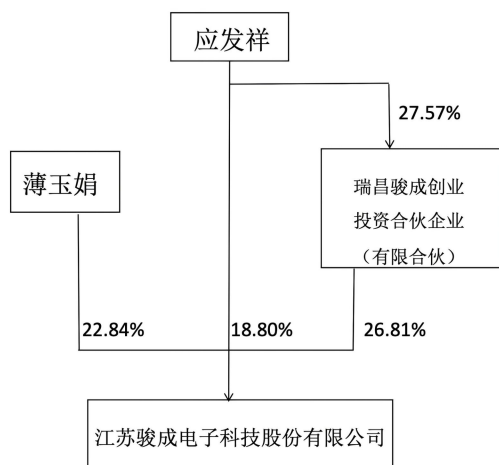 应发祥
27.57%
薄玉娟
瑞昌骏成创业
投资合伙企业
（有限合伙）
22.84%
18.80%
26.81%
江苏骏成电子科技股份有限公司